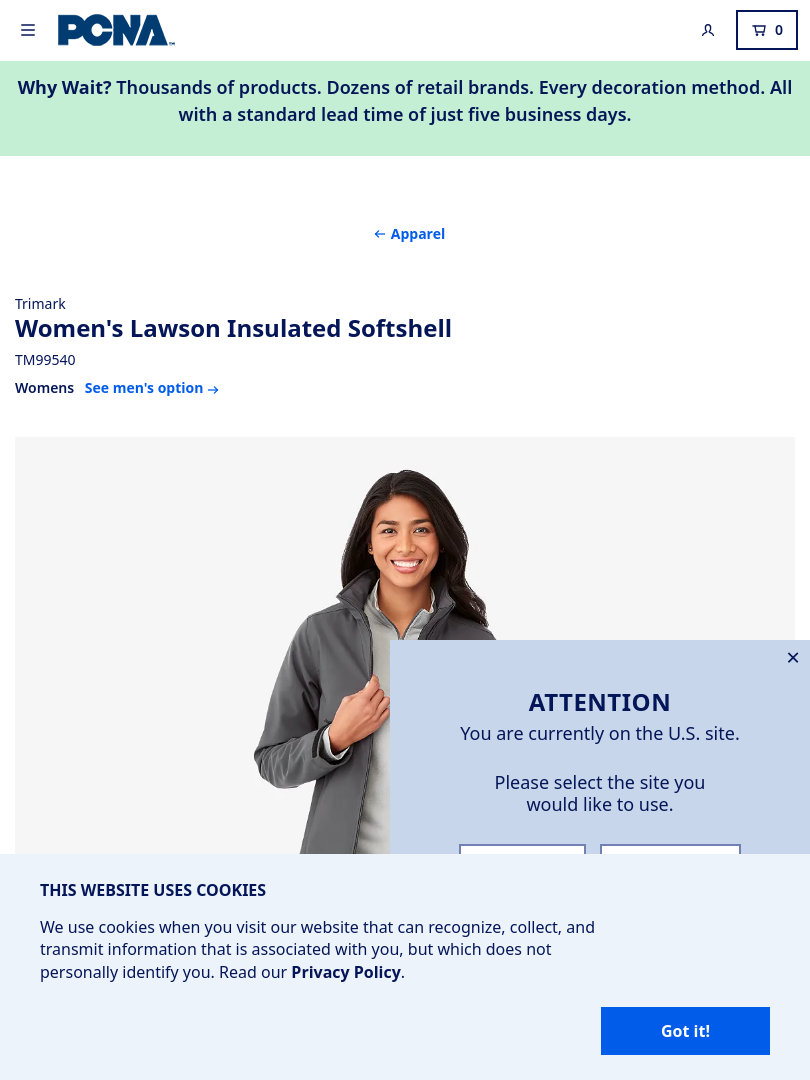 PCNA
0
Why Wait? Thousands of products. Dozens of retail brands. Every decoration method. All
with a standard lead time of just five business days.
← Apparel
Trimark
Women's Lawson Insulated Softshell
TM99540
Womens See men's option →
ATTENTION
You are currently on the U.S. site.
Please select the site you
would like to use.
THIS WEBSITE USES COOKIES
We use cookies when you visit our website that can recognize, collect, and
transmit information that is associated with you, but which does not
personally identify you. Read our Privacy Policy.
Got it!